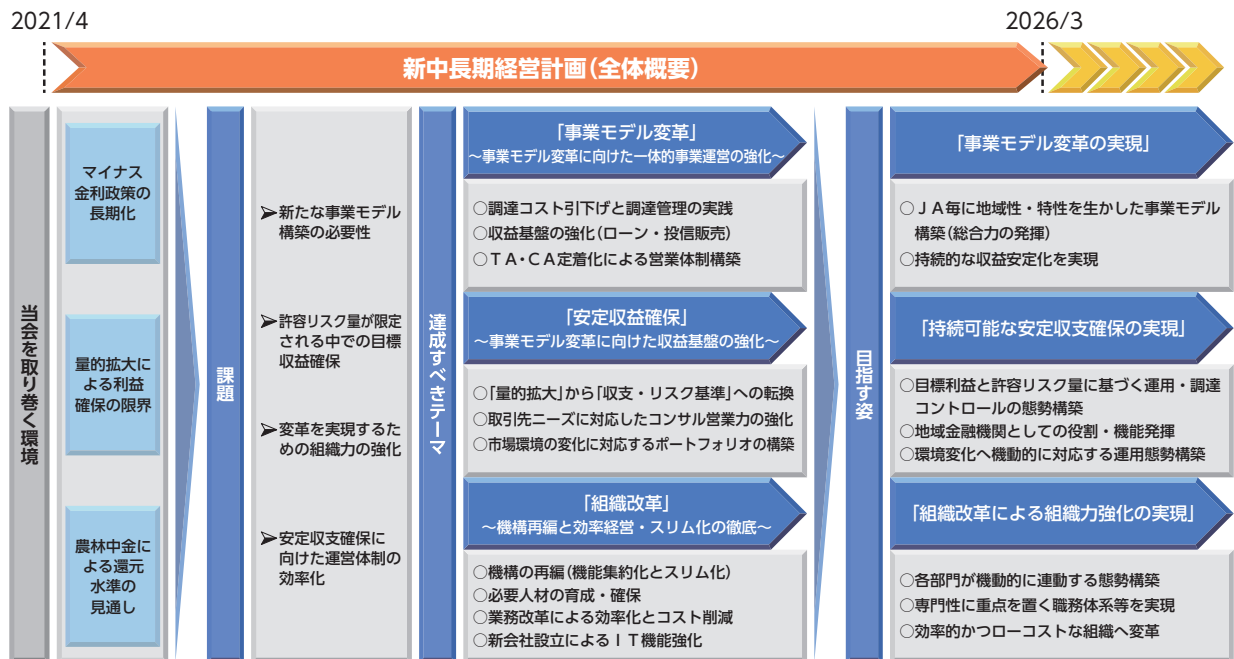 2021/4
2026/3
新中長期経営計画(全体概要)
当会を取り巻く環境
マイナス
金利政策の
長期化
量的拡大に
よる利益
確保の限界
農林中金に
よる還元
水準の
見通し
課題
➢新たな事業モデル
構築の必要性
➢許容リスク量が限定
される中での目標
収益確保
➢変革を実現するた
めの組織力の強化
➢安定収支確保に
向けた運営体制の
効率化
達成すべきテーマ
「事業モデル変革」
~事業モデル変革に向けた一体的事業運営の強化~
○調達コスト引下げと調達管理の実践
○収益基盤の強化(ローン・投信販売)
○TA・CA定着化による営業体制構築
「安定収益確保」
~事業モデル変革に向けた収益基盤の強化~
○「量的拡大」から「収支・リスク基準」への転換
○取引先ニーズに対応したコンサル営業力の強化
○市場環境の変化に対応するポートフォリオの構築
「組織改革」
~機構再編と効率経営・スリム化の徹底~
○機構の再編(機能集約化とスリム化)
○必要人材の育成・確保
○業務改革による効率化とコスト削減
○新会社設立によるIT機能強化
目指す姿
「事業モデル変革の実現」
○JA毎に地域性・特性を生かした事業モデル
構築(総合力の発揮)
○持続的な収益安定化を実現
「持続可能な安定収支確保の実現」
○目標利益と許容リスク量に基づく運用・調達
コントロールの態勢構築
○地域金融機関としての役割・機能発揮
○環境変化へ機動的に対応する運用態勢構築
「組織改革による組織力強化の実現」
○各部門が機動的に連動する態勢構築
○専門性に重点を置く職務体系等を実現
○効率的かつローコストな組織へ変革